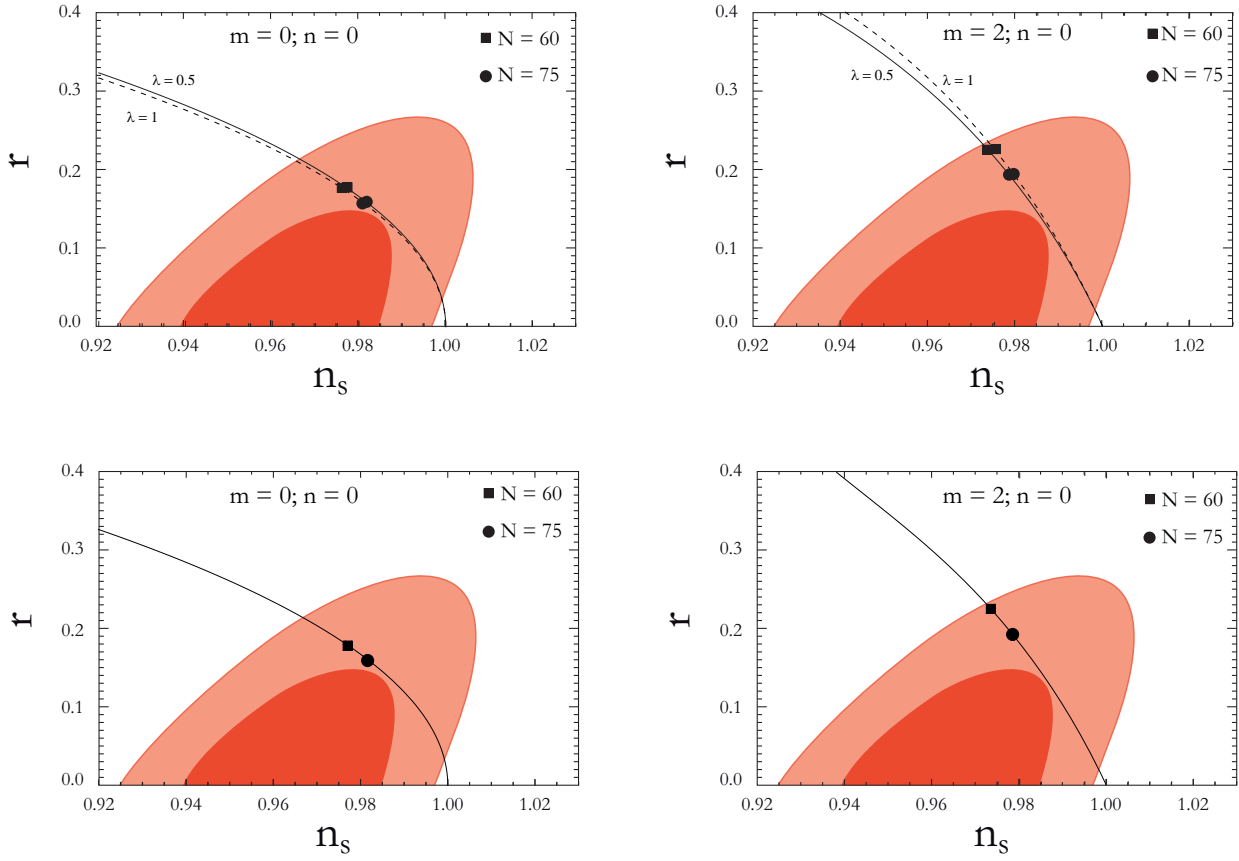 m = 0; n = 0
N = 60
N = 75
λ = 0.5
λ = 1
r
0.4
0.3
0.2
0.1
0.0
0.92 0.94 0.96 0.98 1.00 1.02
n_s
m = 2; n = 0
N = 60
N = 75
λ = 0.5
λ = 1
r
0.4
0.3
0.2
0.1
0.0
0.92 0.94 0.96 0.98 1.00 1.02
n_s
m = 0; n = 0
N = 60
N = 75
r
0.4
0.3
0.2
0.1
0.0
0.92 0.94 0.96 0.98 1.00 1.02
n_s
m = 2; n = 0
N = 60
N = 75
r
0.4
0.3
0.2
0.1
0.0
0.92 0.94 0.96 0.98 1.00 1.02
n_s